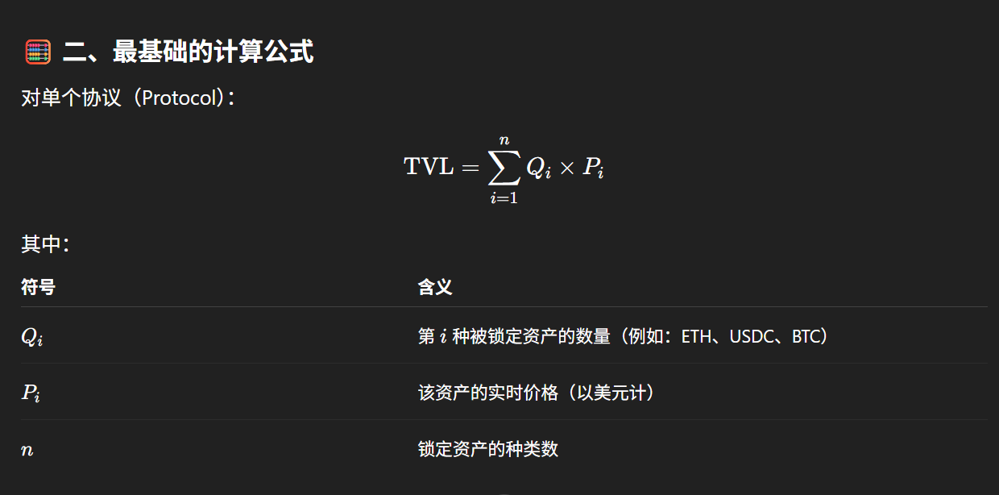 🧮 二、最基础的计算公式
对单个协议（Protocol）：
TVL = \sum_{i=1}^{n} Q_i × P_i
其中：
符号 含义
Q_i 第 i 种被锁定资产的数量（例如：ETH、USDC、BTC）
P_i 该资产的实时价格（以美元计）
n 锁定资产的种类数